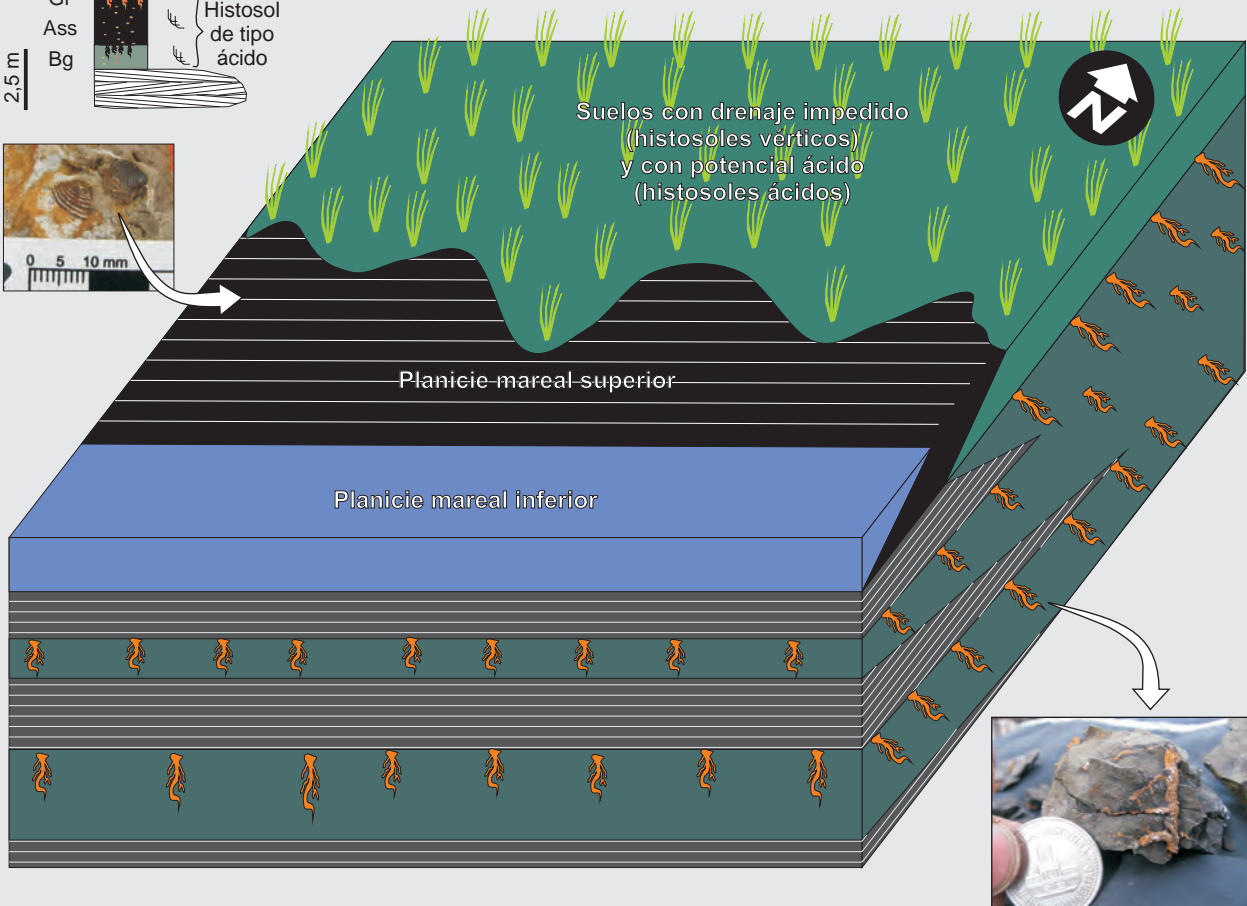 Histosol
Ass
de tipo
Bg
ácido
2,5 m
0 5 10 mm
Suelos con drenaje impedido
(histosoles vérticos)
y con potencial ácido
(histosoles ácidos)
N
Planicie mareal superior
Planicie mareal inferior